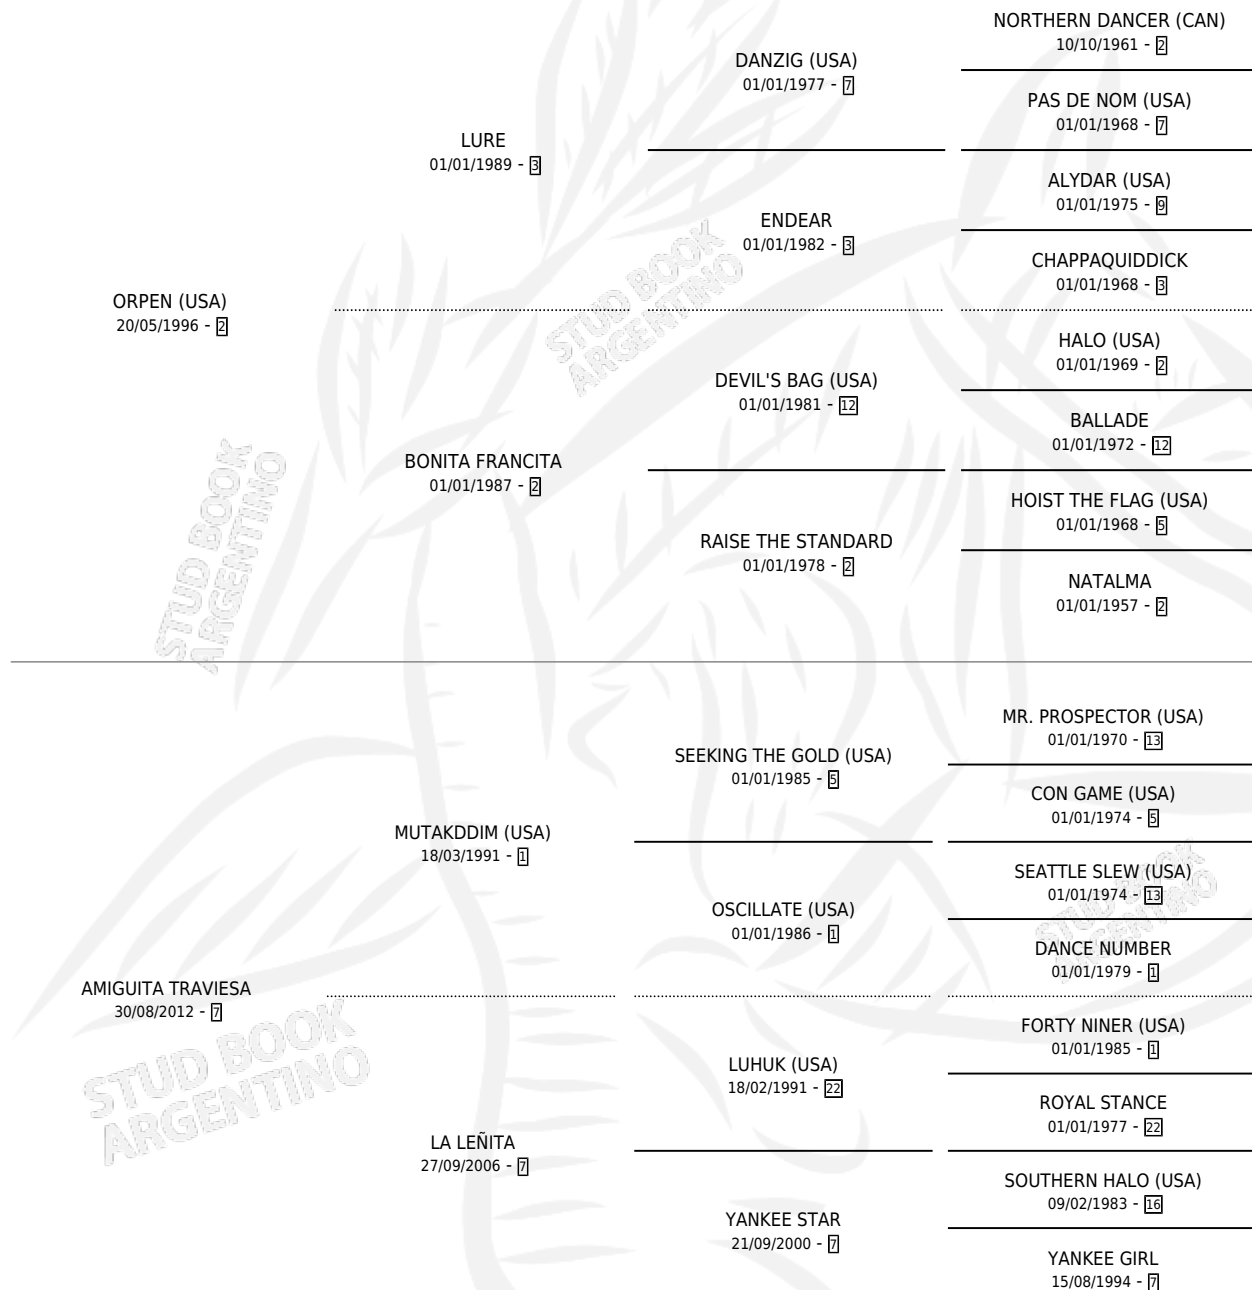 NORTHERN DANCER (CAN)
10/10/1961 - 2
DANZIG (USA)
01/01/1977 - 7
PAS DE NOM (USA)
01/01/1968 - 7
LURE
01/01/1989 - 3
ALYDAR (USA)
01/01/1975 - 9
ENDEAR
01/01/1982 - 3
CHAPPAQUIDDICK
01/01/1968 - 3
ORPEN (USA)
20/05/1996 - 2
HALO (USA)
01/01/1969 - 2
DEVIL'S BAG (USA)
01/01/1981 - 12
BALLADE
01/01/1972 - 12
BONITA FRANCITA
01/01/1987 - 2
HOIST THE FLAG (USA)
01/01/1968 - 5
RAISE THE STANDARD
01/01/1978 - 2
NATALMA
01/01/1957 - 2
MR. PROSPECTOR (USA)
01/01/1970 - 13
SEEKING THE GOLD (USA)
01/01/1985 - 5
CON GAME (USA)
01/01/1974 - 5
MUTAKDDIM (USA)
18/03/1991 - 1
SEATTLE SLEW (USA)
01/01/1974 - 13
OSCILLATE (USA)
01/01/1986 - 1
DANCE NUMBER
01/01/1979 - 1
AMIGUITA TRAVIESA
30/08/2012 - 7
FORTY NINER (USA)
01/01/1985 - 1
LUHUK (USA)
18/02/1991 - 22
ROYAL STANCE
01/01/1977 - 22
LA LEÑITA
27/09/2006 - 7
SOUTHERN HALO (USA)
09/02/1983 - 16
YANKEE STAR
21/09/2000 - 7
YANKEE GIRL
15/08/1994 - 7
STUD BOOK
ARGENTINO
STUD BOOK
ARGENTINO
STUD BOOK
ARGENTINO
STUD BOOK
ARGENTINO